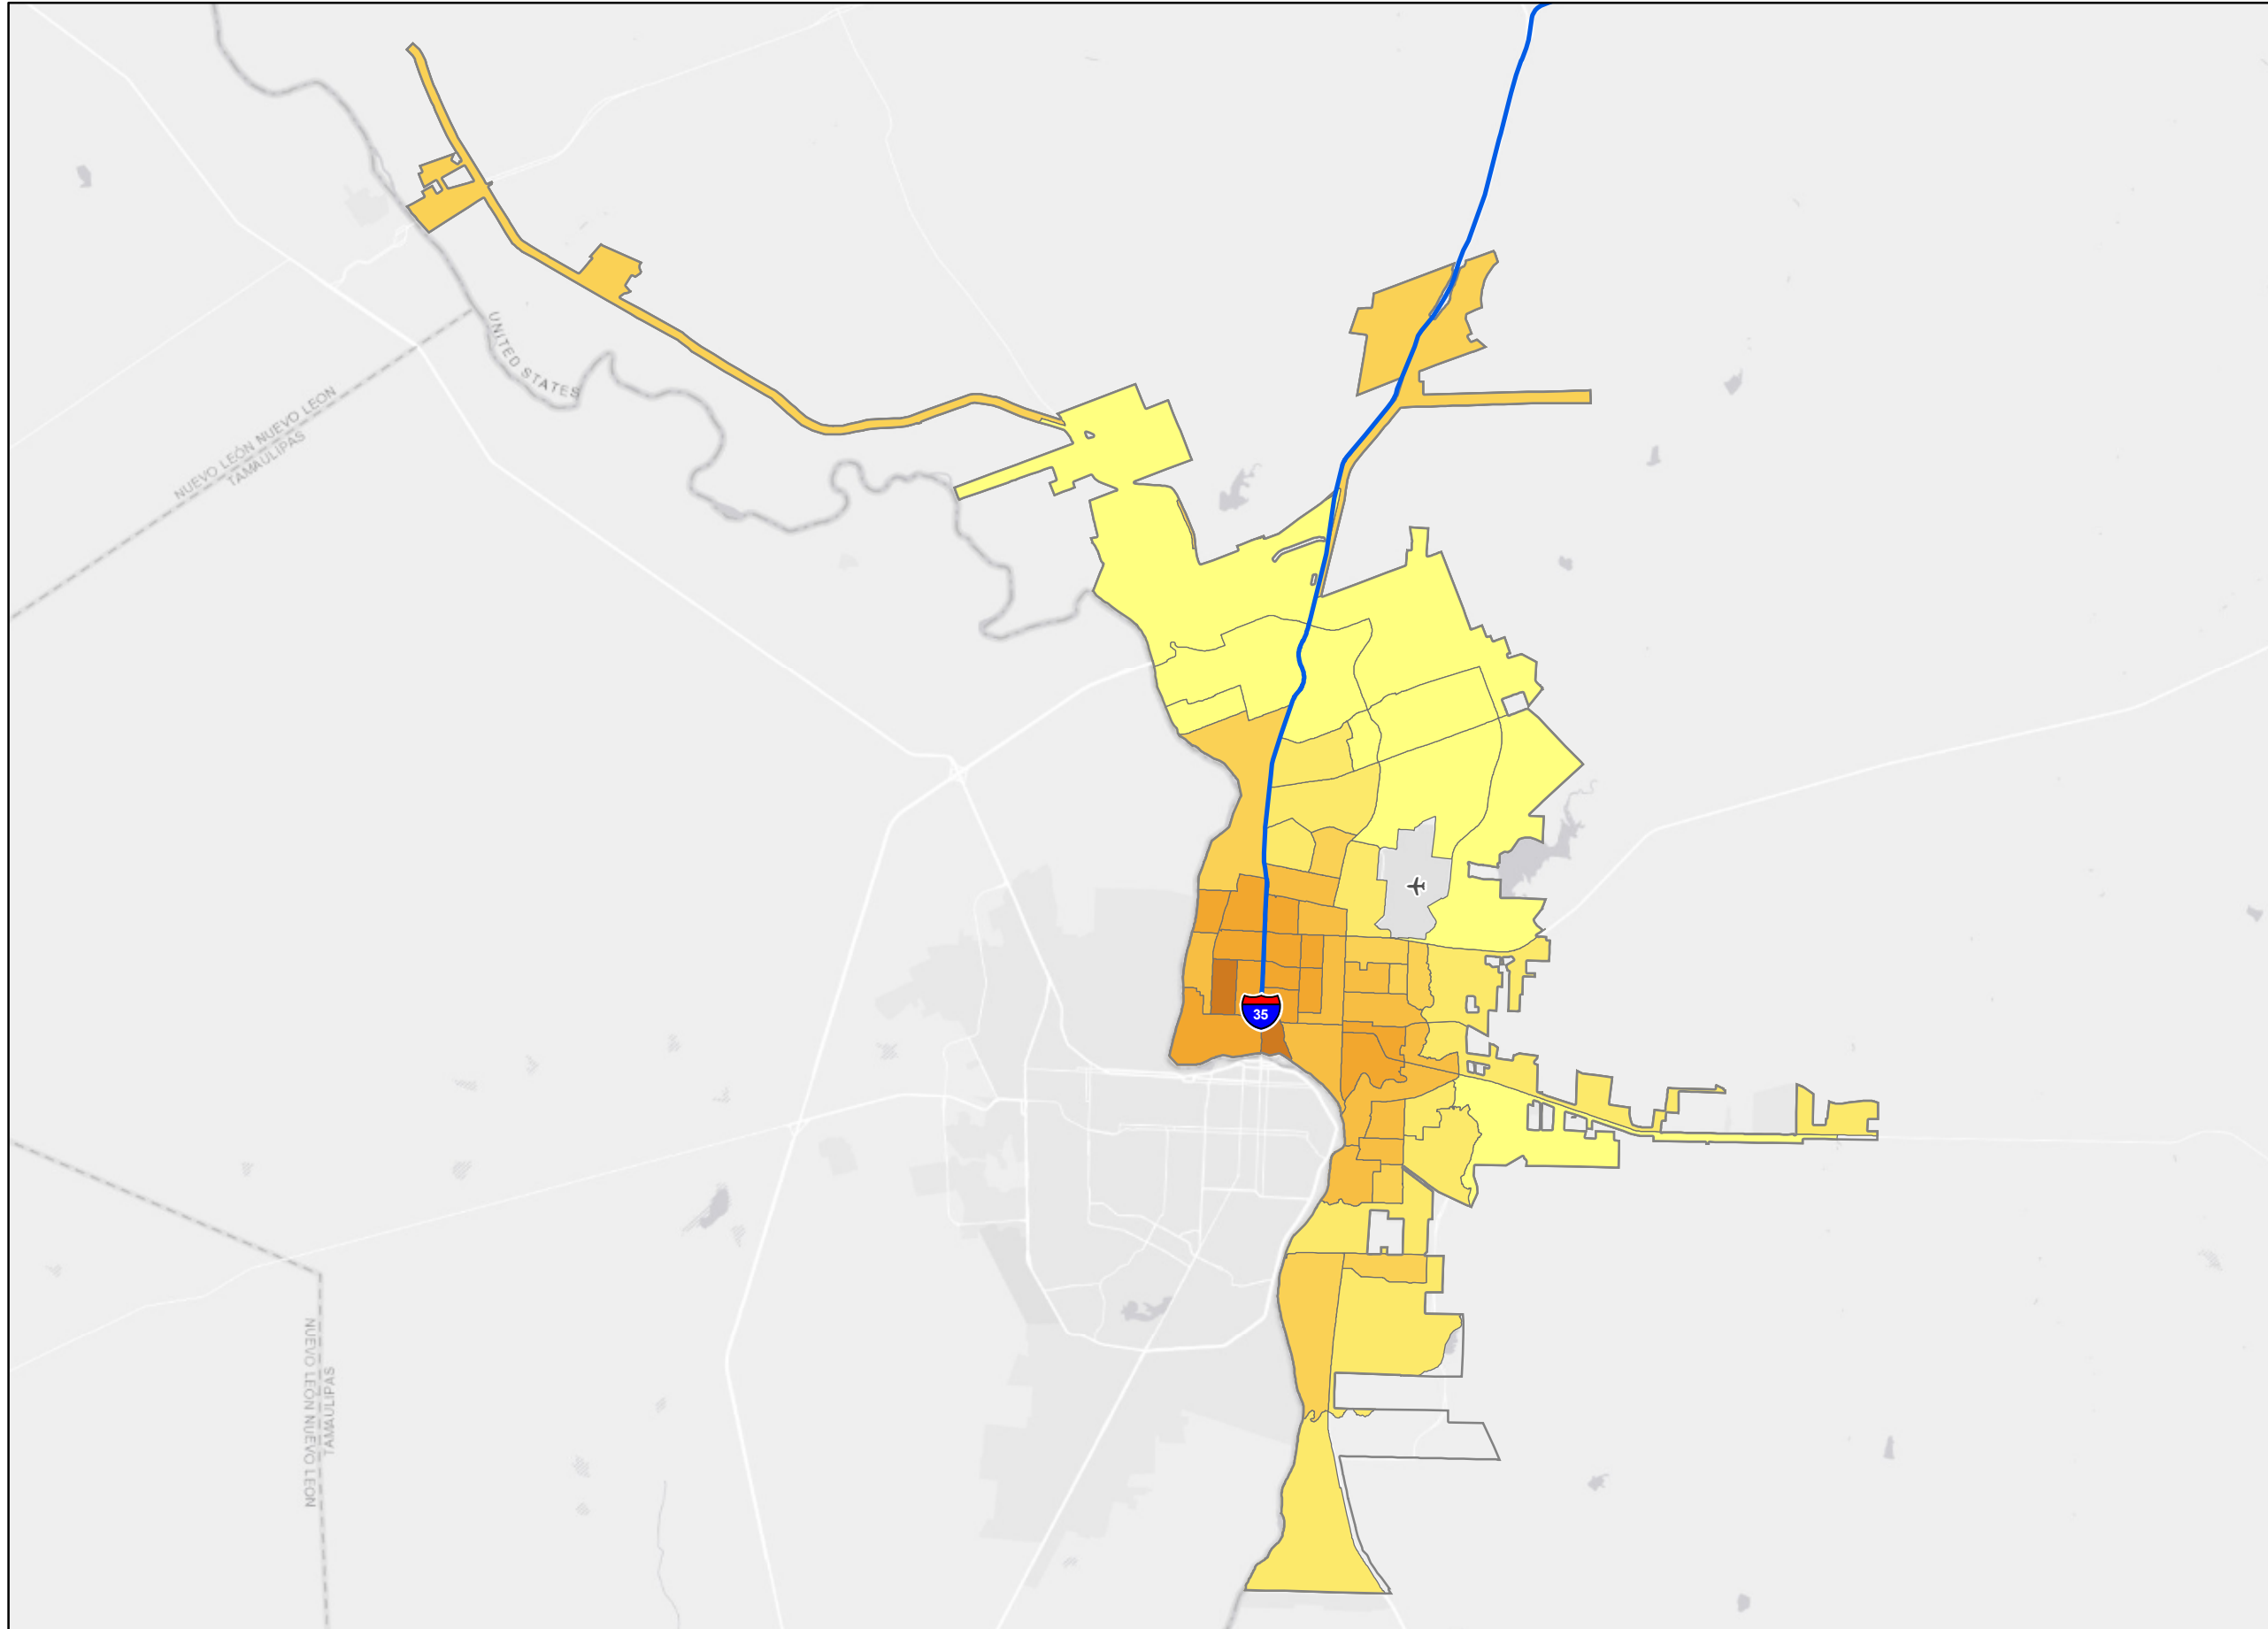 UNITED STATES
NUEVO LEÓN NUEVO LEON
TAMAULIPAS
35
NUEVO LEON NUEVO LEON
TAMAULIPAS